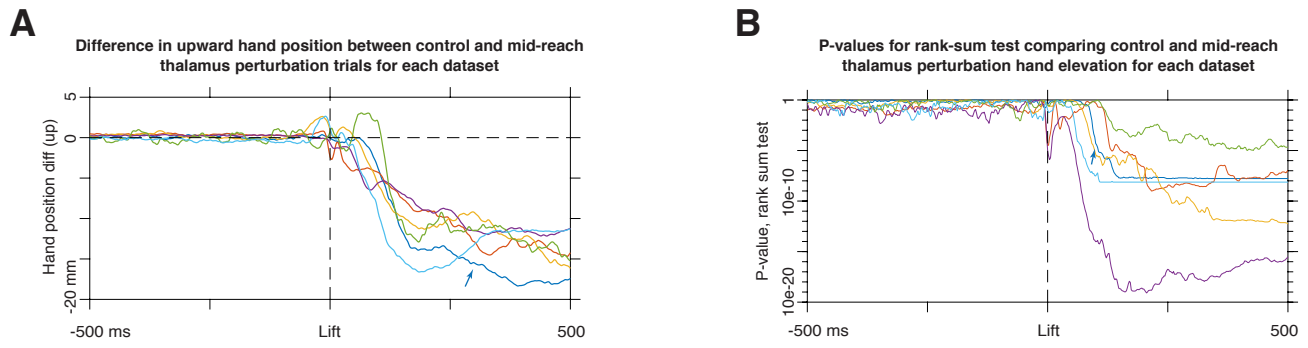 A
Difference in upward hand position between control and mid-reach
thalamus perturbation trials for each dataset
Hand position diff (up)
5
0
-20 mm
-500 ms
Lift
500
B
P-values for rank-sum test comparing control and mid-reach
thalamus perturbation hand elevation for each dataset
P-value, rank sum test
1
10e-10
10e-20
-500 ms
Lift
500